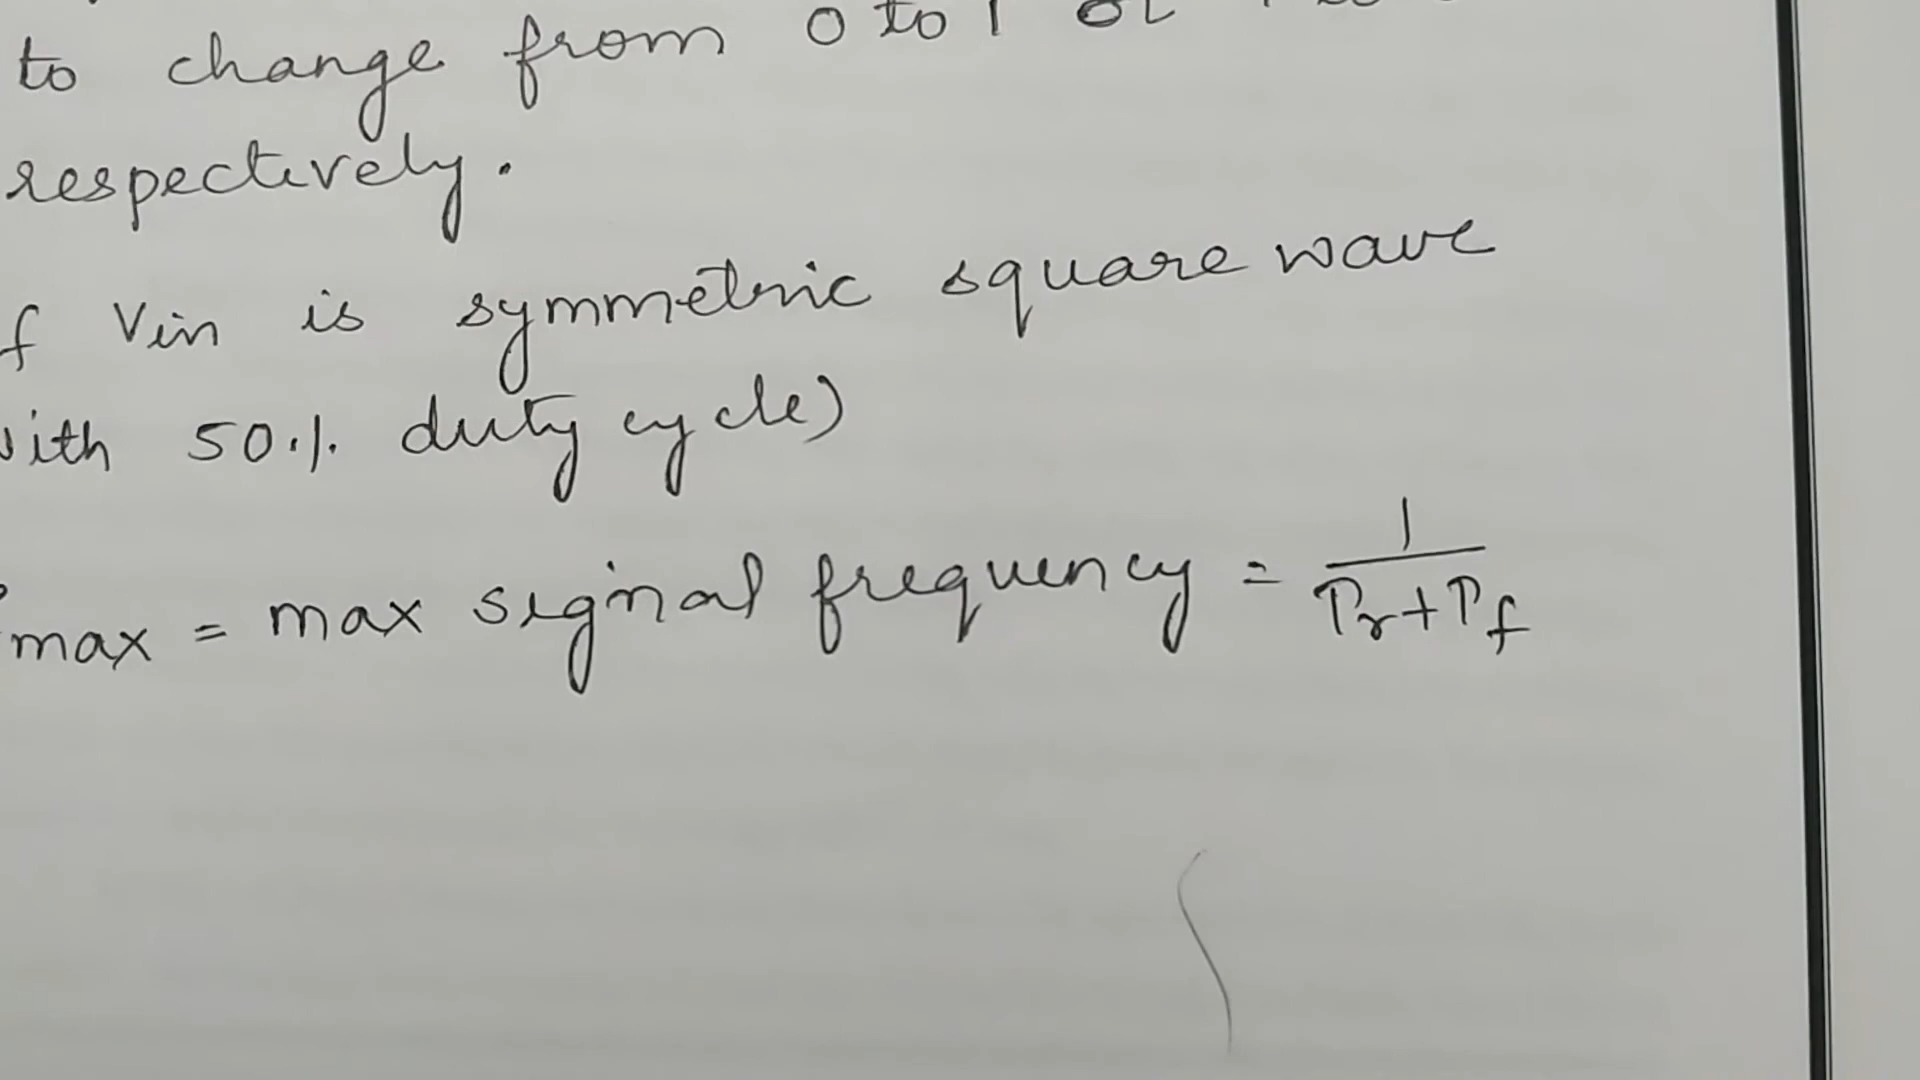 to change from 0 to 1 or
respectively.
f Vin is symmetric square wave
with 50% duty cycle)
max = max signal frequency = 1/(Pr+Pf)